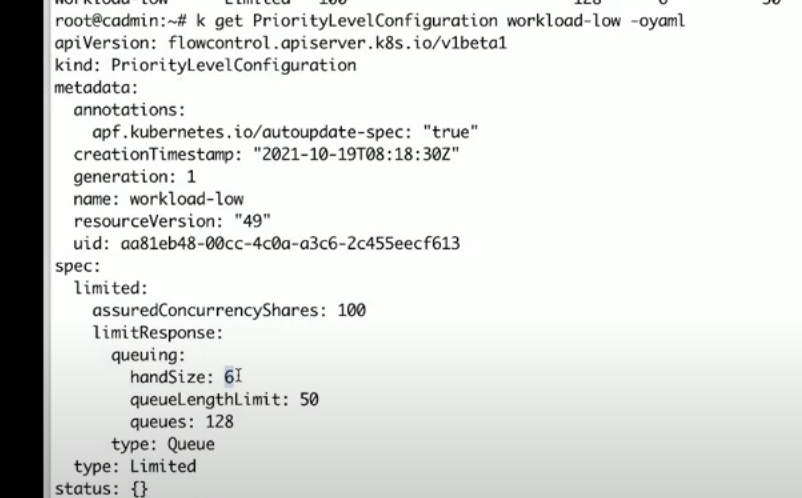 root@cadmin:~# k get PriorityLevelConfiguration workload-low -oyaml
apiVersion: flowcontrol.apiserver.k8s.io/v1beta1
kind: PriorityLevelConfiguration
metadata:
  annotations:
    apf.kubernetes.io/autoupdate-spec: "true"
  creationTimestamp: "2021-10-19T08:18:30Z"
  generation: 1
  name: workload-low
  resourceVersion: "49"
  uid: aa81eb48-00cc-4c0a-a3c6-2c455eecf613
spec:
  limited:
    assuredConcurrencyShares: 100
    limitResponse:
      queuing:
        handSize: 6
        queueLengthLimit: 50
        queues: 128
      type: Queue
  type: Limited
status: {}